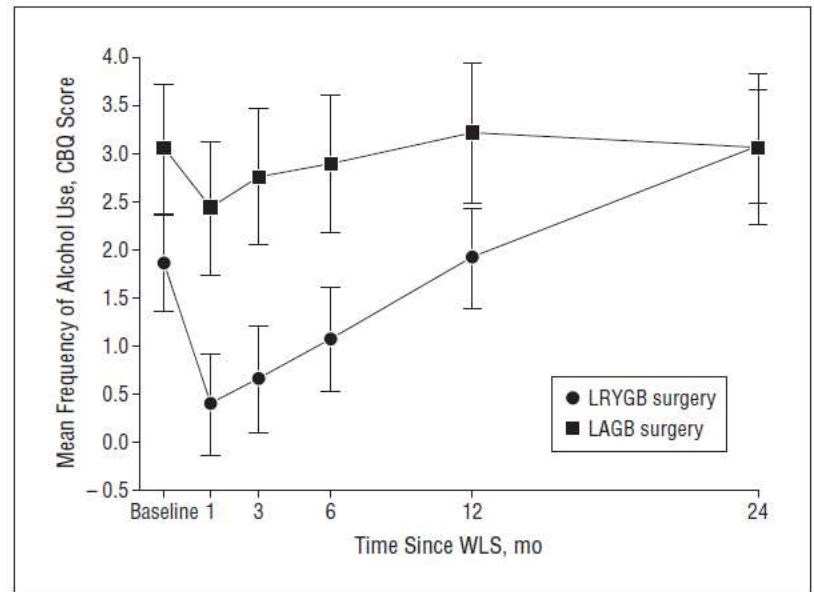 Mean Frequency of Alcohol Use, CBQ Score
4.0
3.5
3.0
2.5
2.0
1.5
1.0
0.5
0.0
– 0.5
Baseline 1 3 6 12 24
Time Since WLS, mo
LRYGB surgery
LAGB surgery